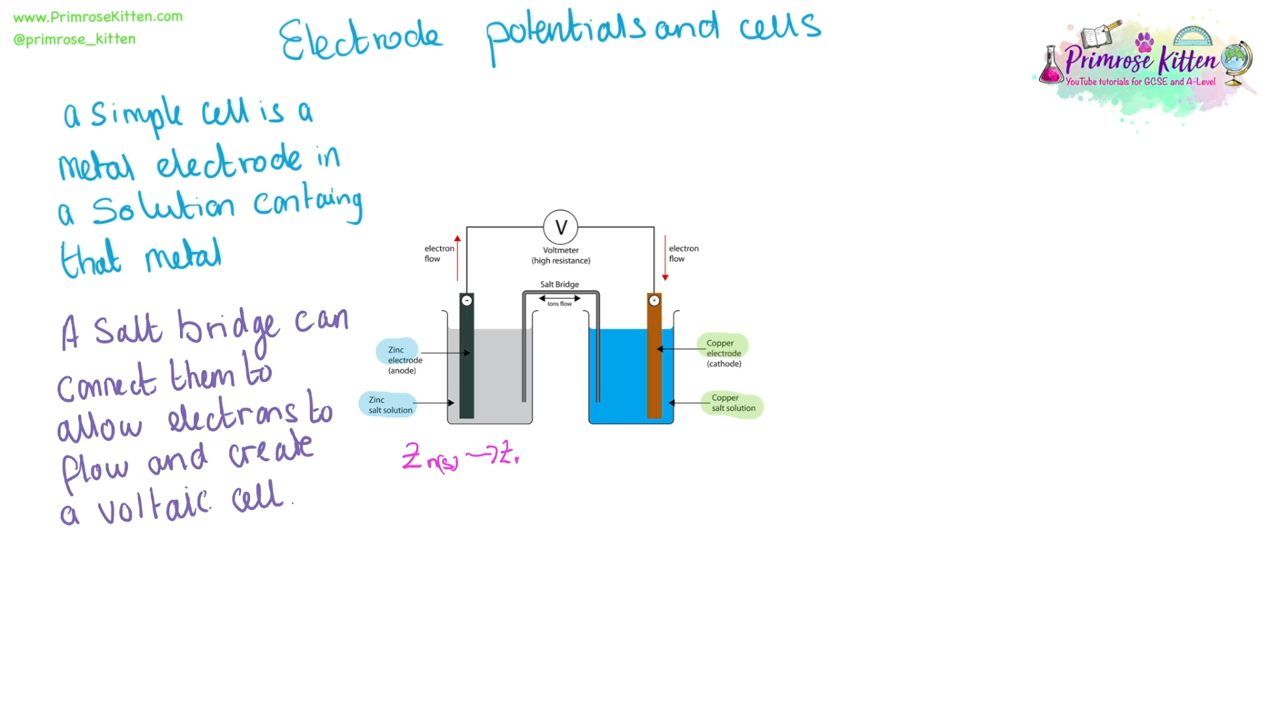 www.PrimroseKitten.com
@primrose_kitten
Electrode potentials and cells
Primrose Kitten
YouTube tutorials for GCSE and A-Level
a simple cell is a
metal electrode in
a solution containg
that metal
A salt bridge can
connect them to
allow electrons to
flow and create
a voltaic cell.
V
Voltmeter
(high resistance)
electron
flow
electron
flow
Salt Bridge
Ions flow
-
+
Zinc
electrode
(anode)
Zinc
salt solution
Copper
electrode
(cathode)
Copper
salt solution
Zn(s) → Z